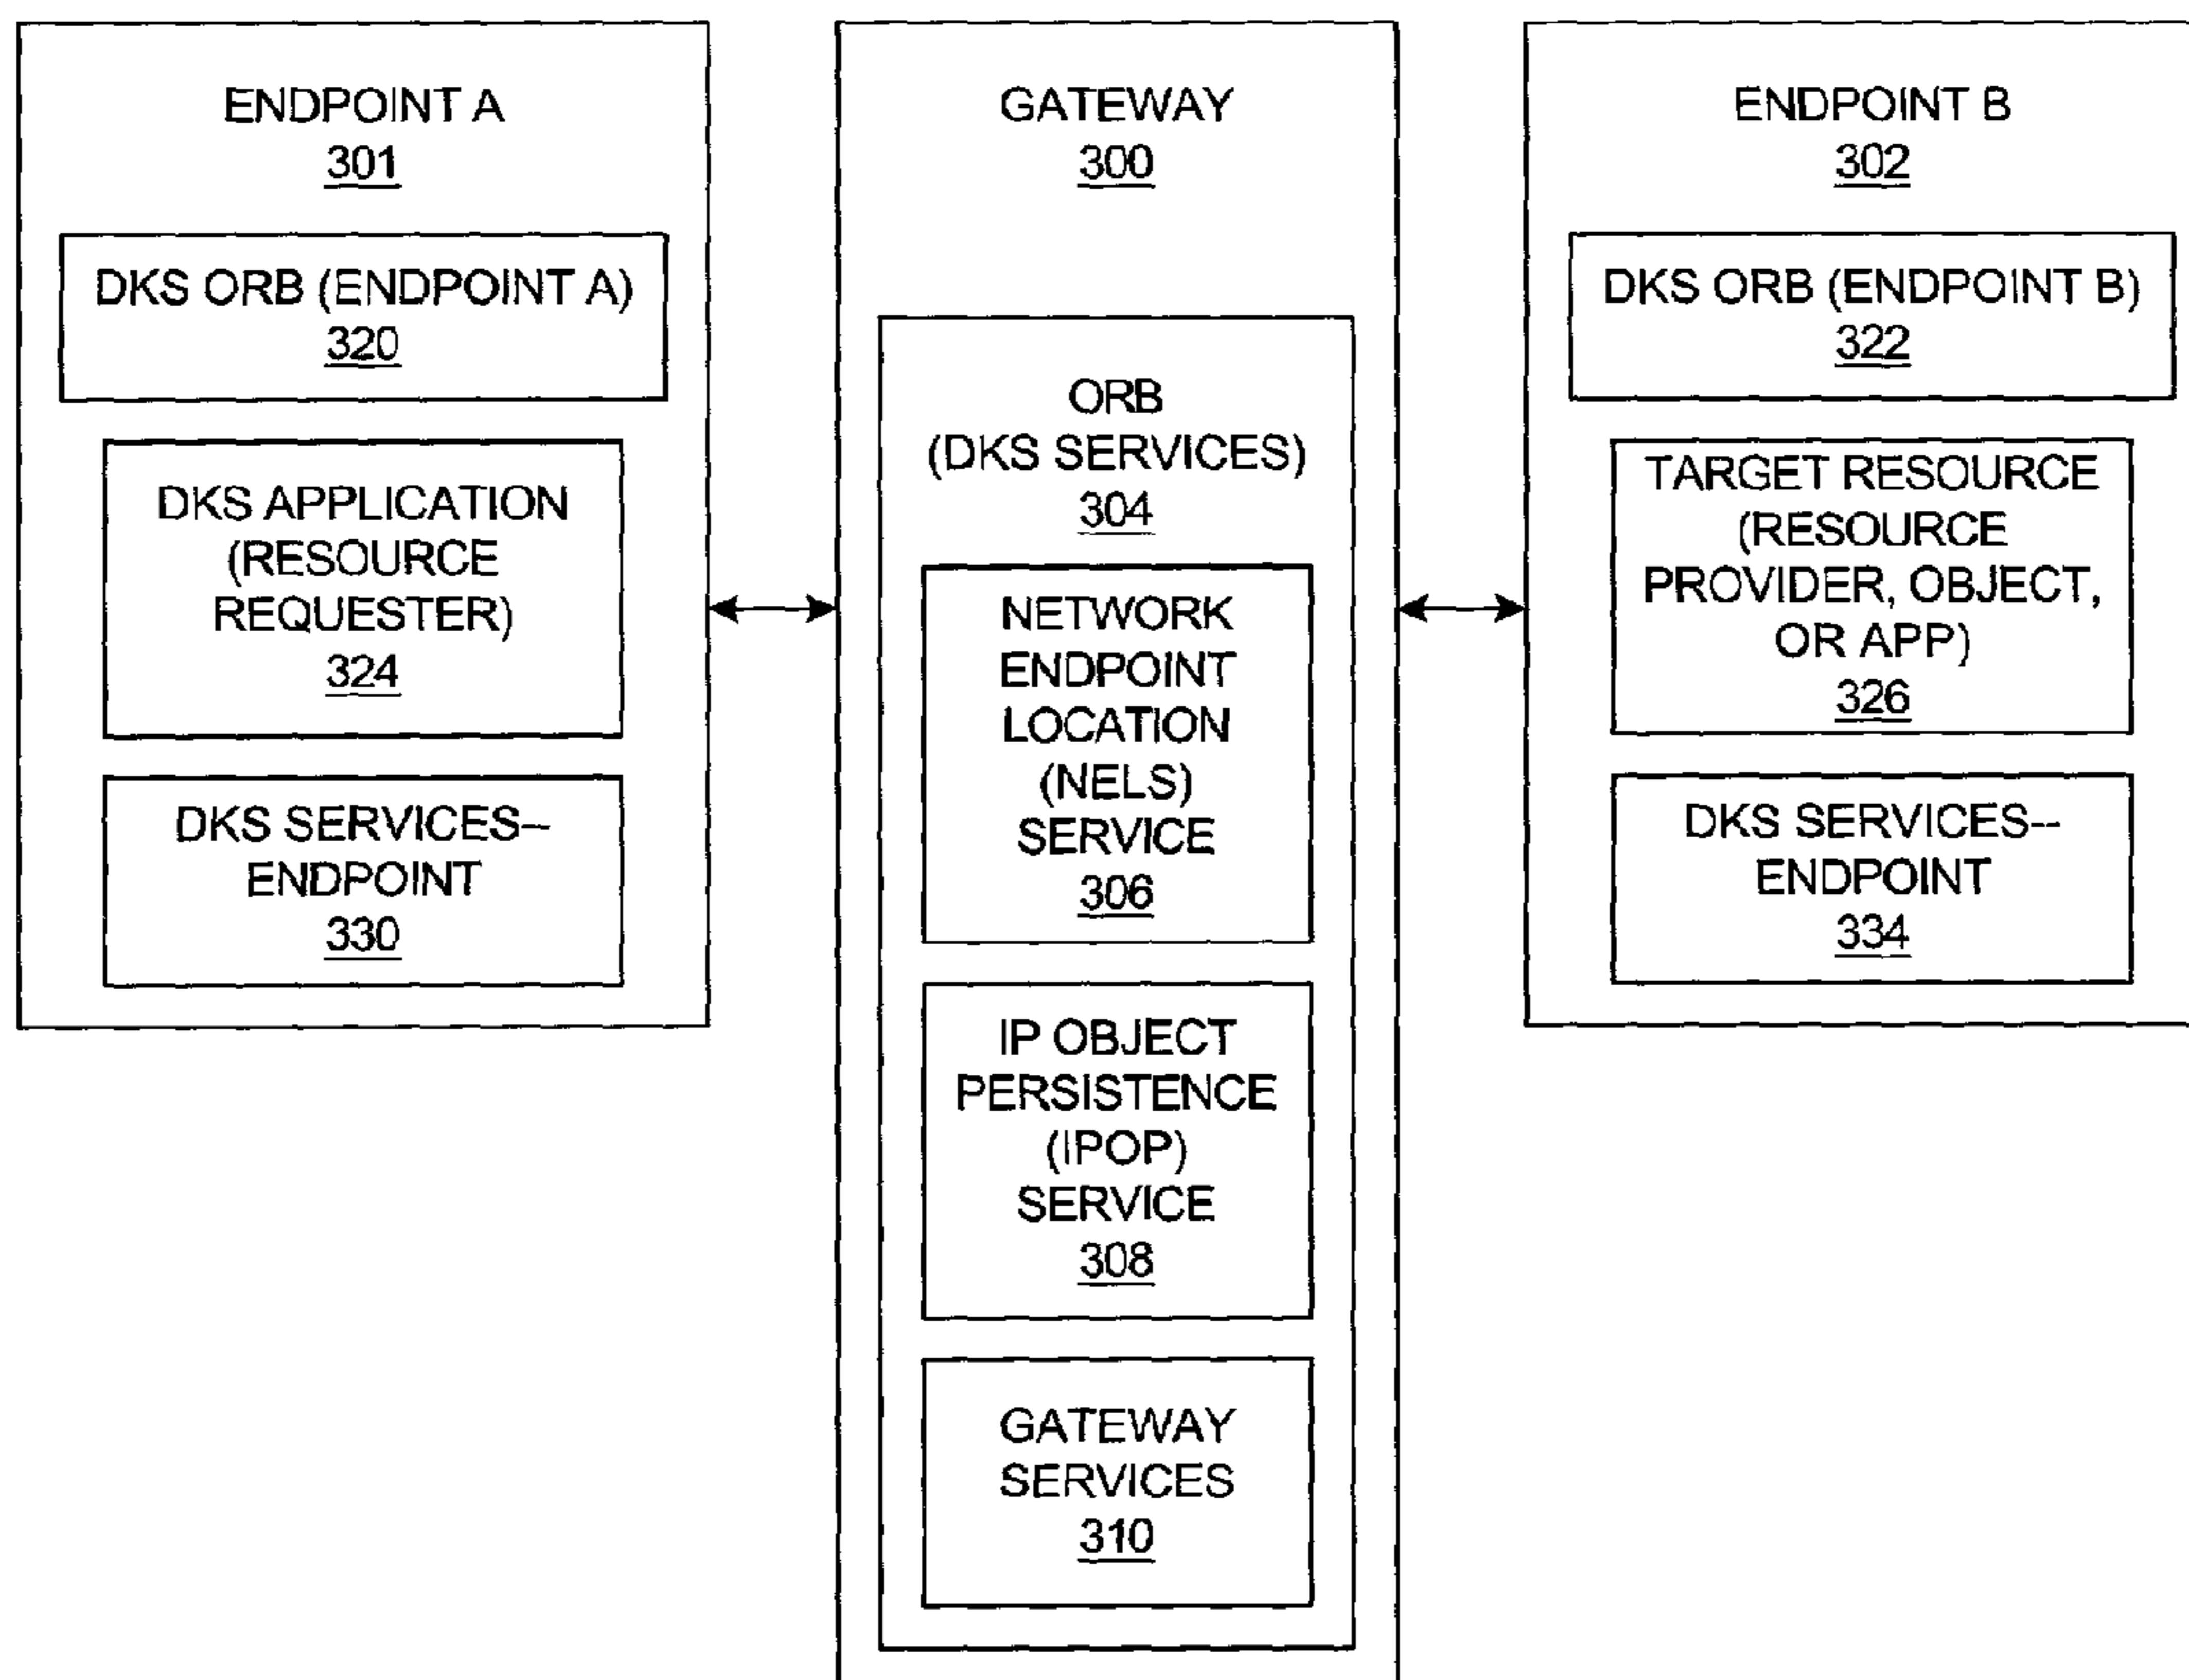 ENDPOINT A
301
DKS ORB (ENDPOINT A)
320
DKS APPLICATION
(RESOURCE
REQUESTER)
324
DKS SERVICES--
ENDPOINT
330
GATEWAY
300
ORB
(DKS SERVICES)
304
NETWORK
ENDPOINT
LOCATION
(NELS)
SERVICE
306
IP OBJECT
PERSISTENCE
(IPOP)
SERVICE
308
GATEWAY
SERVICES
310
ENDPOINT B
302
DKS ORB (ENDPOINT B)
322
TARGET RESOURCE
(RESOURCE
PROVIDER, OBJECT,
OR APP)
326
DKS SERVICES--
ENDPOINT
334